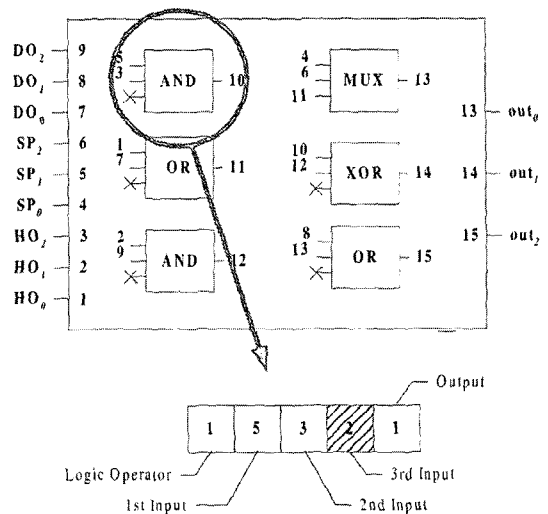 DO₂ 9
DO₁ 8
DO₀ 7
SP₂ 6
SP₁ 5
SP₀ 4
HO₂ 3
HO₁ 2
HO₀ 1
5
3
AND
10
1
7
OR
11
2
9
AND
12
4
6
11
MUX
13
10
12
XOR
14
8
13
OR
15
13 out₀
14 out₁
15 out₂
Output
1 5 3 2 1
Logic Operator
3rd Input
1st Input
2nd Input